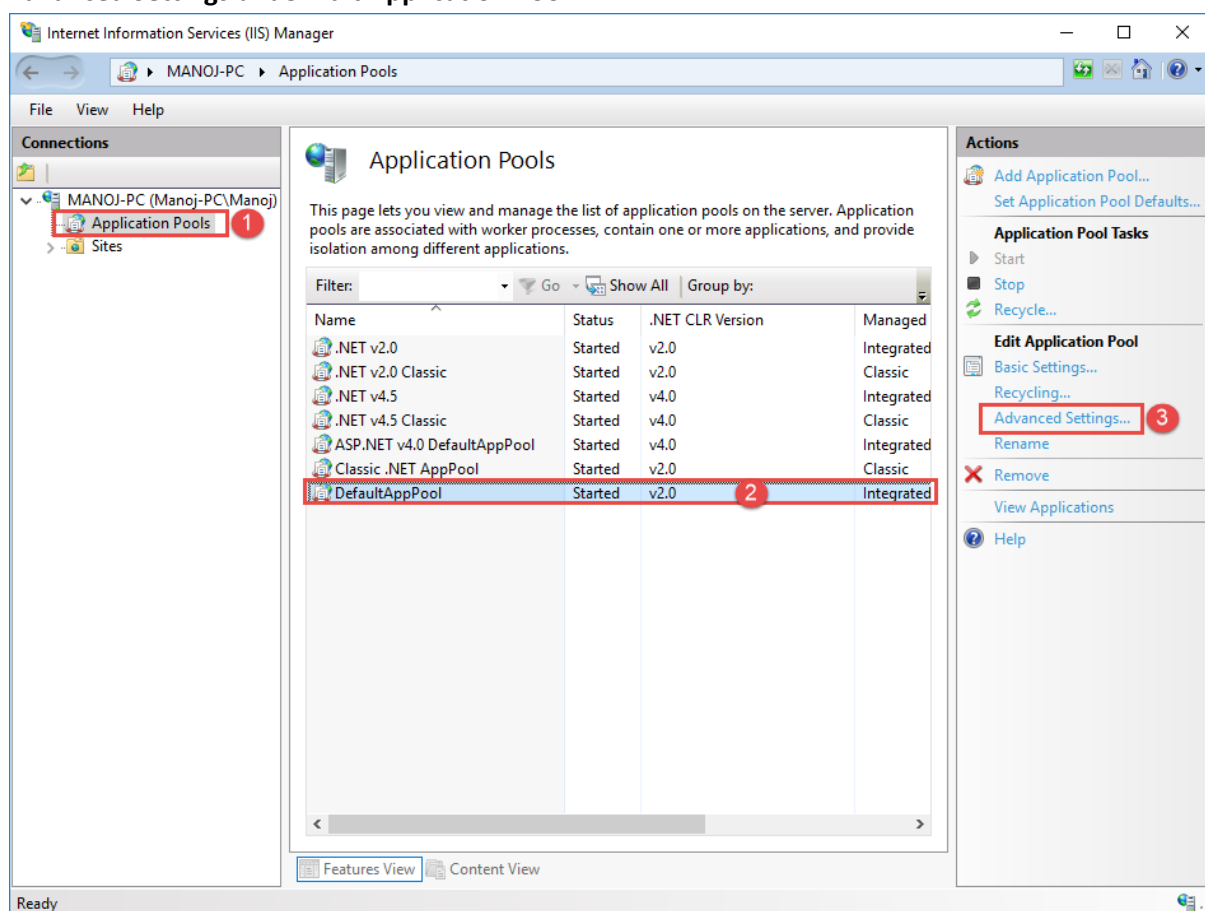 Internet Information Services (IIS) Manager
MANOJ-PC Application Pools
File View Help
Connections
MANOJ-PC (Manoj-PC\Manoj)
Application Pools 1
Sites
Application Pools
This page lets you view and manage the list of application pools on the server. Application
pools are associated with worker processes, contain one or more applications, and provide
isolation among different applications.
Filter: Go Show All Group by:
Name Status .NET CLR Version Managed
.NET v2.0 Started v2.0 Integrated
.NET v2.0 Classic Started v2.0 Classic
.NET v4.5 Started v4.0 Integrated
.NET v4.5 Classic Started v4.0 Classic
ASP.NET v4.0 DefaultAppPool Started v4.0 Integrated
Classic .NET AppPool Started v2.0 Classic
DefaultAppPool Started v2.0 2 Integrated
Features View Content View
Actions
Add Application Pool...
Set Application Pool Defaults...
Application Pool Tasks
Start
Stop
Recycle...
Edit Application Pool
Basic Settings...
Recycling...
Advanced Settings... 3
Rename
Remove
View Applications
Help
Ready